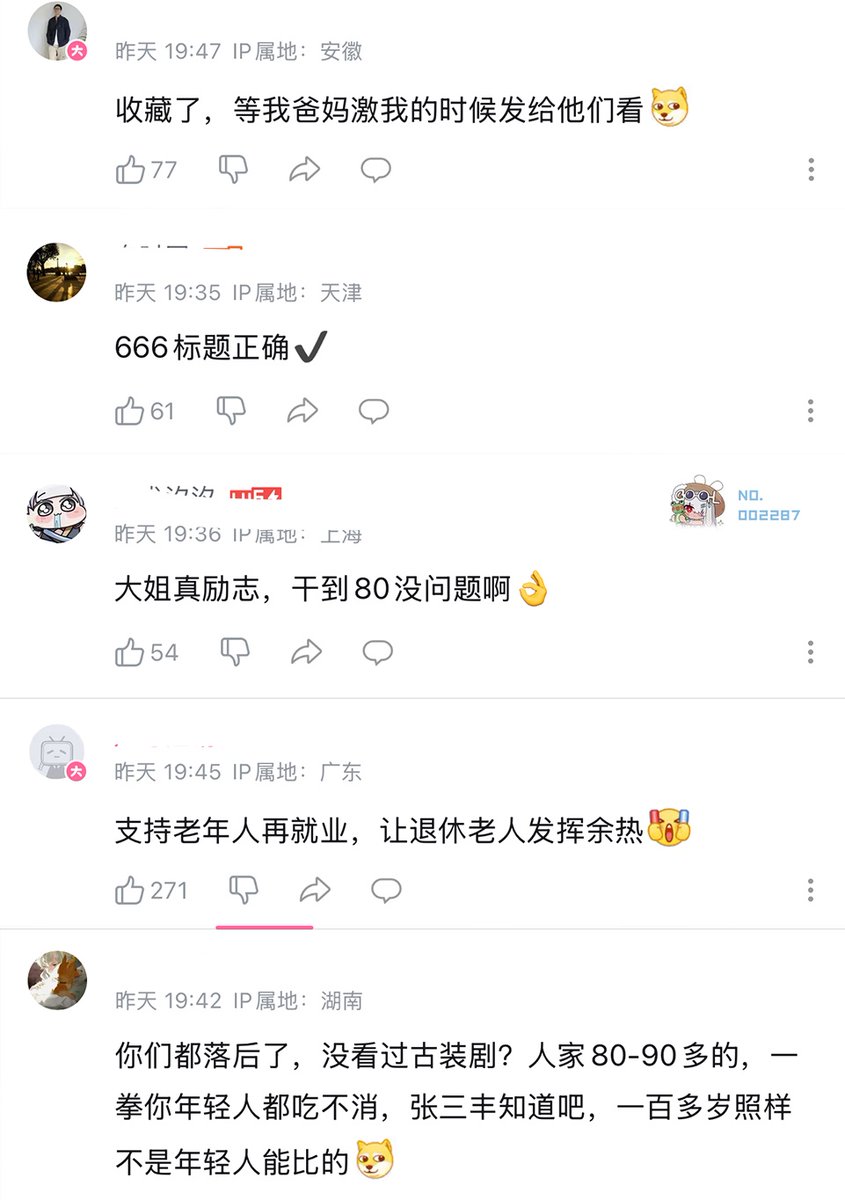 大
昨天 19:47 IP属地：安徽
收藏了，等我爸妈激我的时候发给他们看
77
昨天 19:35 IP属地：天津
666标题正确✔
61
NO.
002287
昨天 19:36 IP属地：上海
大姐真励志，干到80没问题啊👌
54
大
昨天 19:45 IP属地：广东
支持老年人再就业，让退休老人发挥余热
271
昨天 19:42 IP属地：湖南
你们都落后了，没看过古装剧？人家80-90多的，一
拳你年轻人都吃不消，张三丰知道吧，一百多岁照样
不是年轻人能比的